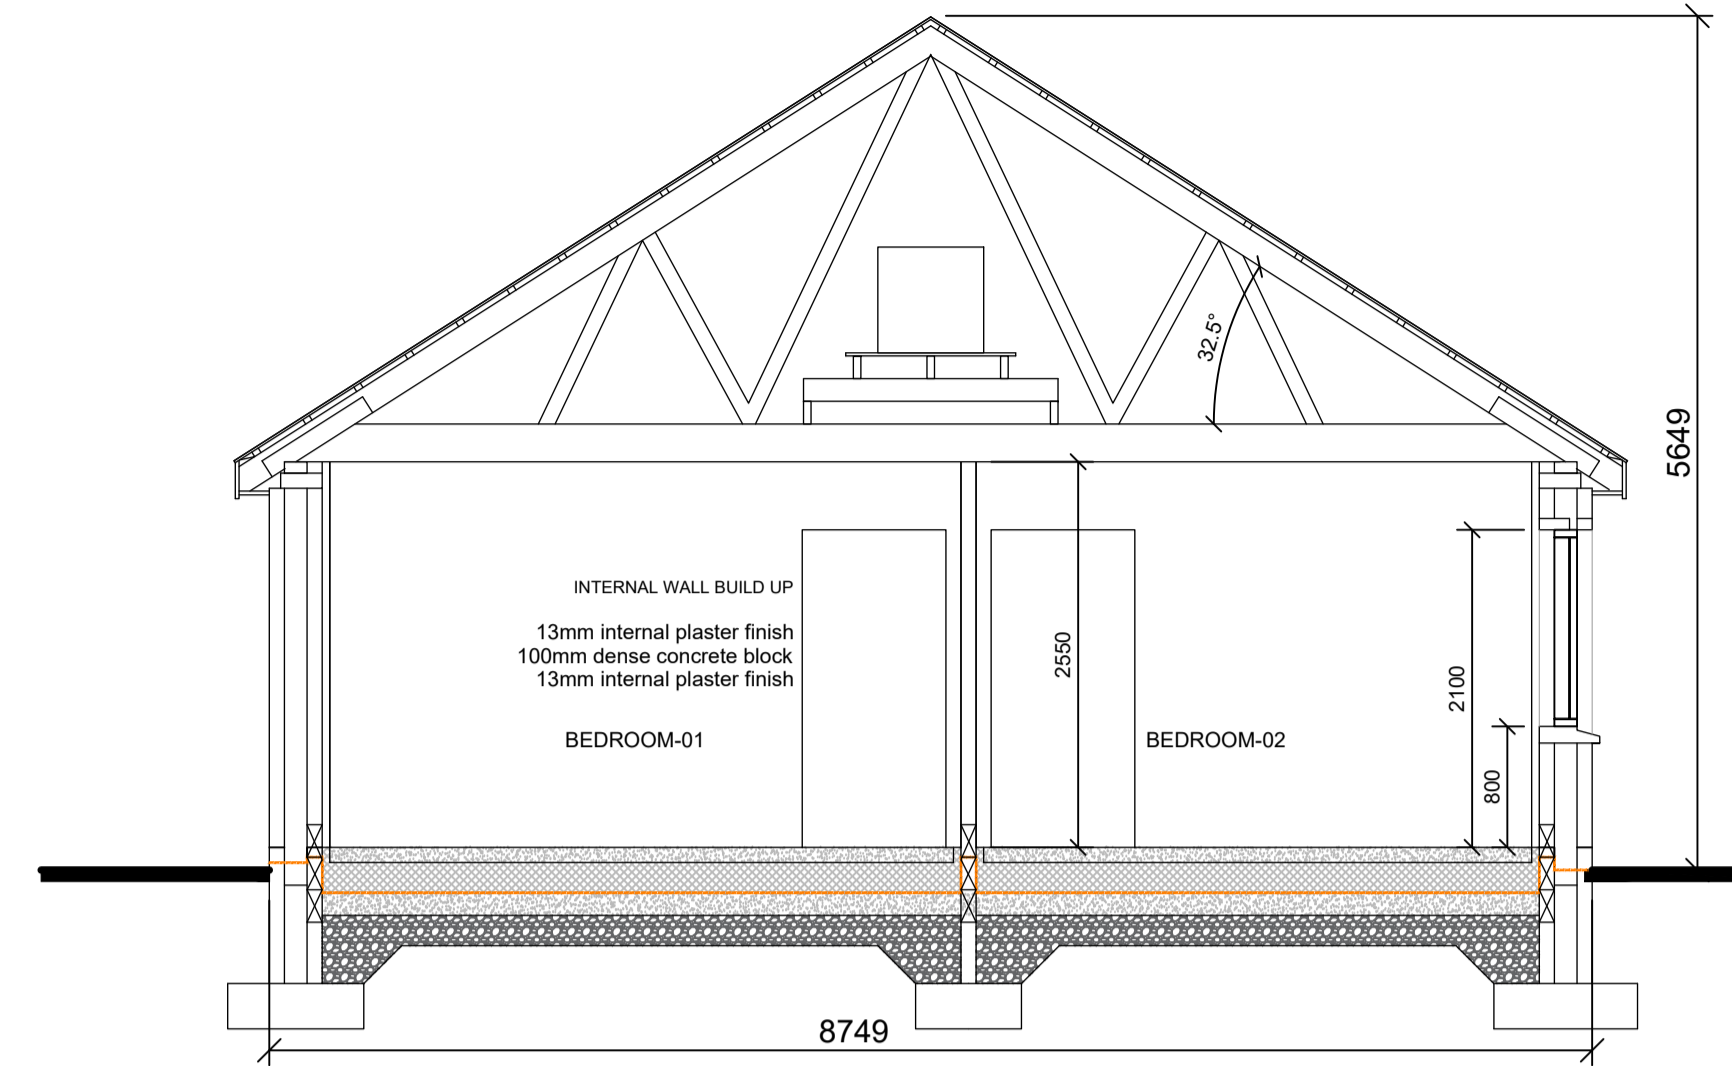 32.5°
5649
INTERNAL WALL BUILD UP
13mm internal plaster finish
100mm dense concrete block
13mm internal plaster finish
2550
2100
BEDROOM-01
BEDROOM-02
800
8749